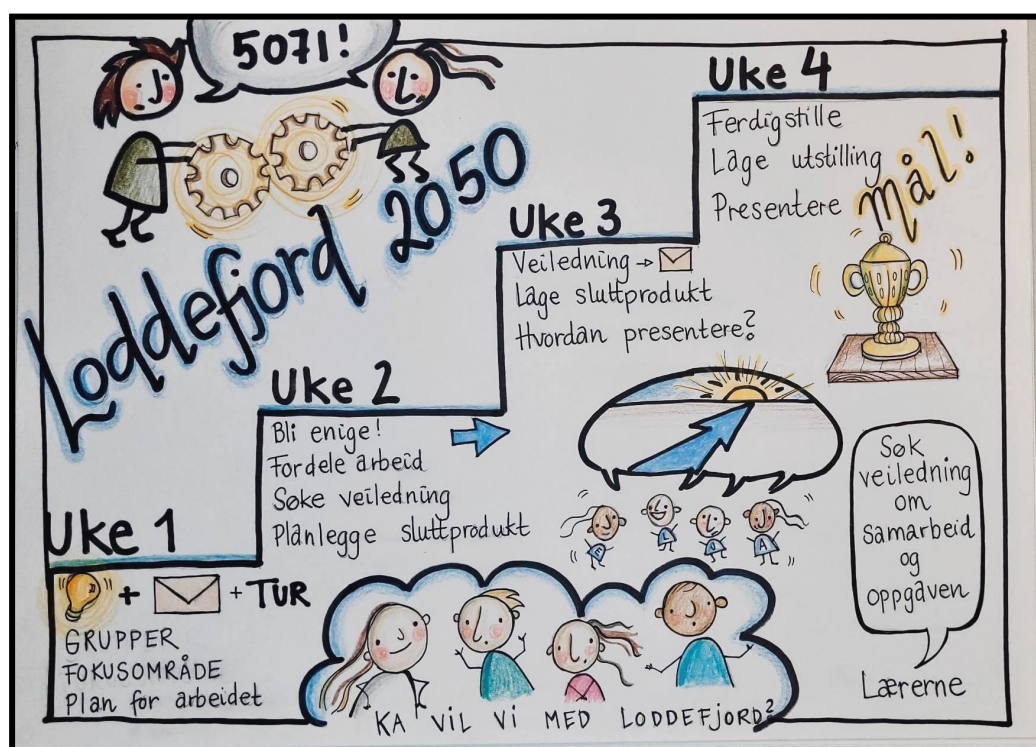 5071!
Loddefjord 2050
Uke 1
+ + TUR
GRUPPER
FOKUSOMRÅDE
Plan for arbeidet
Uke 2
Bli enige!
Fordele arbeid
Søke veiledning
Planlegge sluttprodukt
Uke 3
Veiledning →
Lage sluttprodukt
Hvordan presentere?
Uke 4
Ferdigstille
Lage utstilling
Presentere
Mål!
KA VIL VI MED LODDEFJORD?
Søk
veiledning
om
samarbeid
og
oppgaven
Lærerne